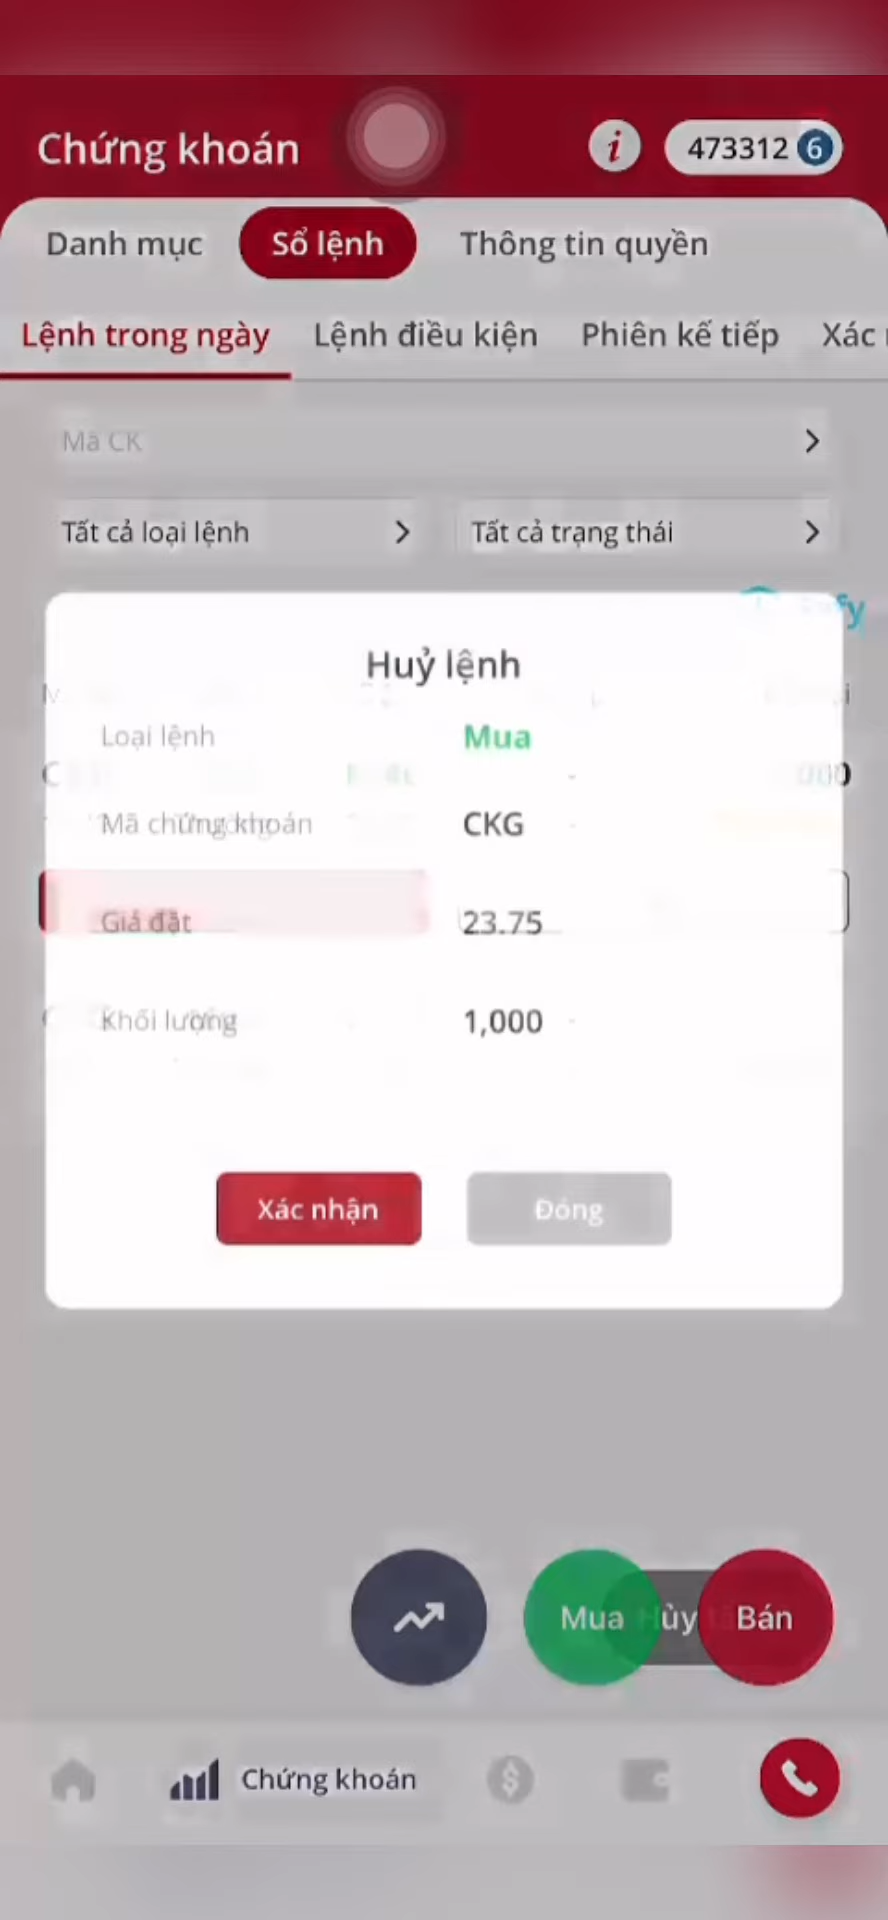 Chứng khoán
i
473312 6
Danh mục
Sổ lệnh
Thông tin quyền
Lệnh trong ngày
Lệnh điều kiện
Phiên kế tiếp
Xác
Mã CK
Tất cả loại lệnh
Tất cả trạng thái
Huỷ lệnh
Loại lệnh
Mua
Mã chứng khoán
CKG
Giá đặt
23.75
Khối lượng
1,000
Xác nhận
Đóng
Mua
Hủy
Bán
Chứng khoán